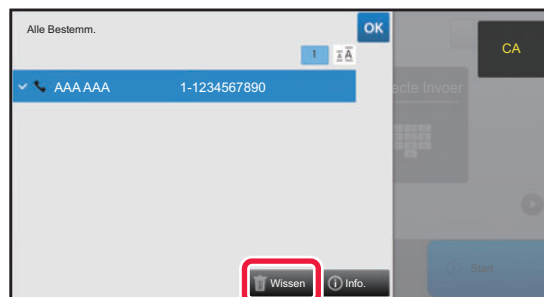 Alle Bestemm.
OK
CA
1
AAA AAA 1-1234567890
ecte Invoer
Wissen
Info.
Start